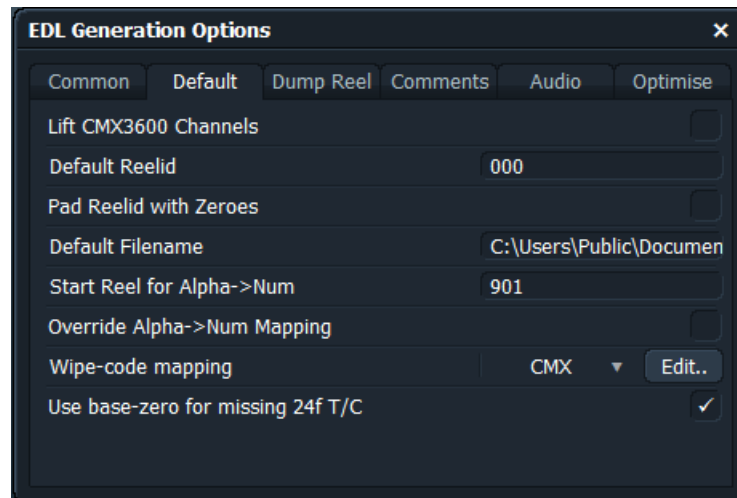 EDL Generation Options ×
Common Default Dump Reel Comments Audio Optimise
Lift CMX3600 Channels
Default Reelid 000
Pad Reelid with Zeroes
Default Filename C:\Users\Public\Documen
Start Reel for Alpha->Num 901
Override Alpha->Num Mapping
Wipe-code mapping CMX ▼ Edit..
Use base-zero for missing 24f T/C ✓